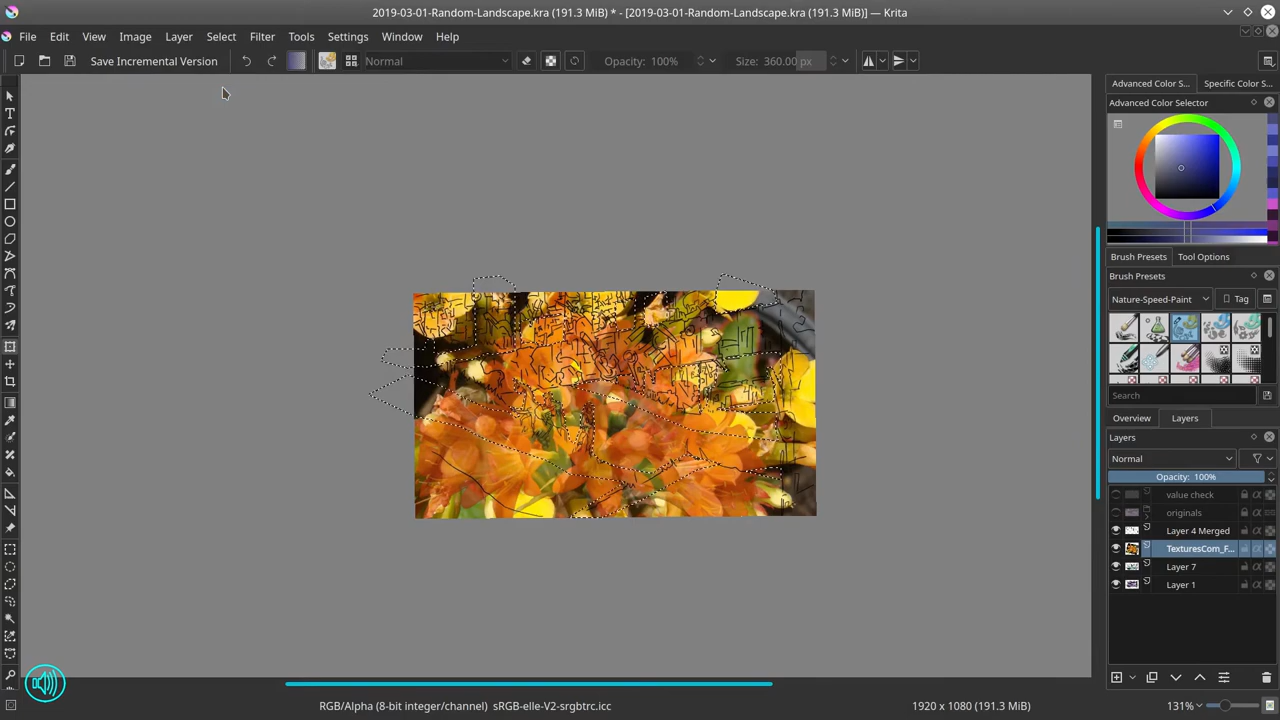 2019-03-01-Random-Landscape.kra (191.3 MiB) * - [2019-03-01-Random-Landscape.kra (191.3 MiB)] — Krita
File Edit View Image Layer Select Filter Tools Settings Window Help
Save Incremental Version Normal Opacity: 100% Size: 360.00 px
Advanced Color S... Specific Color S...
Advanced Color Selector
Brush Presets Tool Options
Brush Presets
Nature-Speed-Paint Tag
Search
Overview Layers
Layers
Normal
Opacity: 100%
value check
originals
Layer 4 Merged
TexturesCom_F...
Layer 7
Layer 1
RGB/Alpha (8-bit integer/channel) sRGB-elle-V2-srgbtrc.icc 1920 x 1080 (191.3 MiB) 131%